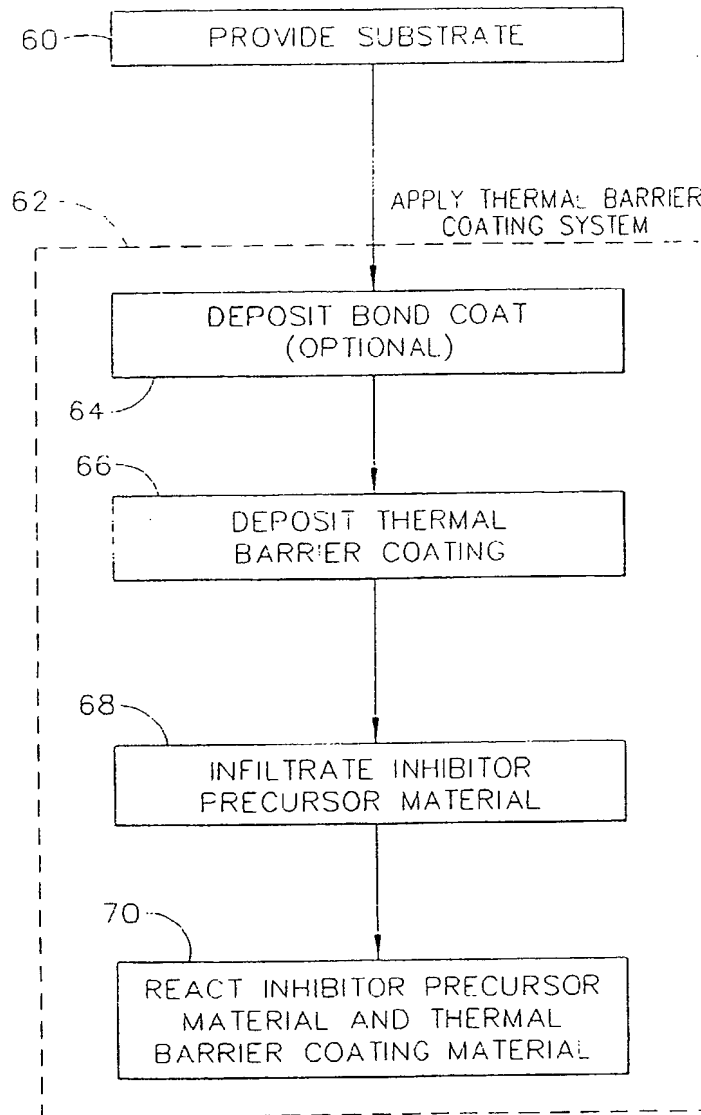 60
PROVIDE SUBSTRATE
62
APPLY THERMAL BARRIER
COATING SYSTEM
DEPOSIT BOND COAT
(OPTIONAL)
64
66
DEPOSIT THERMAL
BARRIER COATING
68
INFILTRATE INHIBITOR
PRECURSOR MATERIAL
70
REACT INHIBITOR PRECURSOR
MATERIAL AND THERMAL
BARRIER COATING MATERIAL